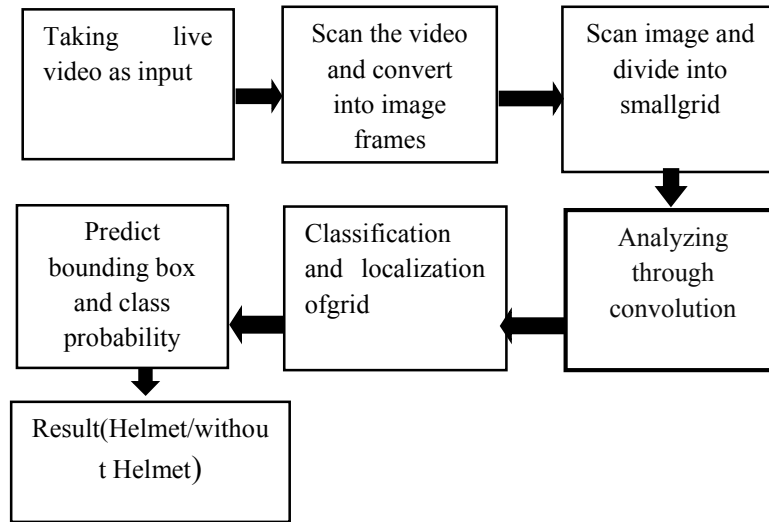 Taking live
video as input
Scan the video
and convert
into image
frames
Scan image and
divide into
smallgrid
Analyzing
through
convolution
Classification
and localization
ofgrid
Predict
bounding box
and class
probability
Result(Helmet/withou
t Helmet)